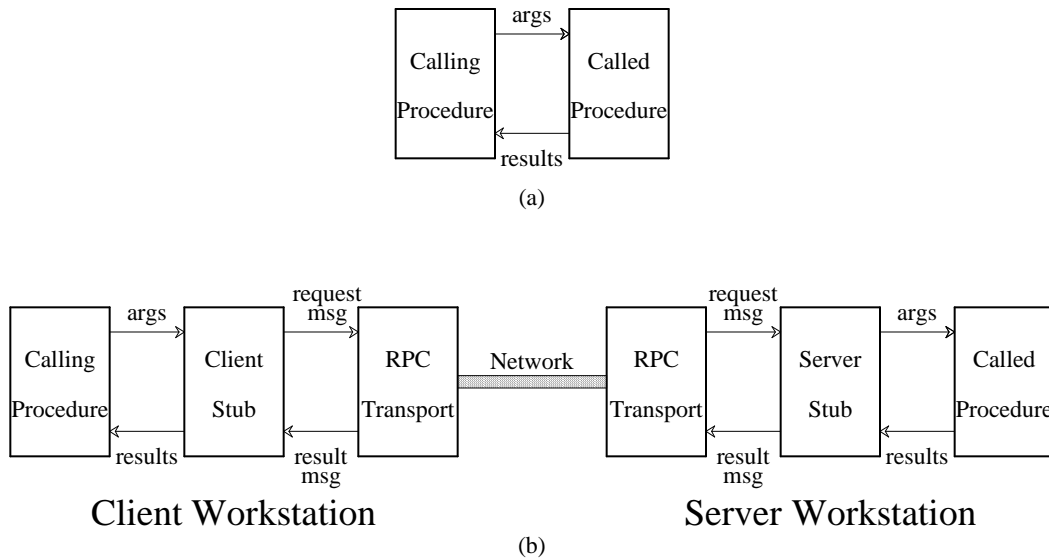 args
Calling
Procedure
Called
Procedure
results
(a)
args
request
msg
request
msg
args
Calling
Procedure
Client
Stub
RPC
Transport
Network
RPC
Transport
Server
Stub
Called
Procedure
results
result
msg
result
msg
results
Client Workstation
Server Workstation
(b)